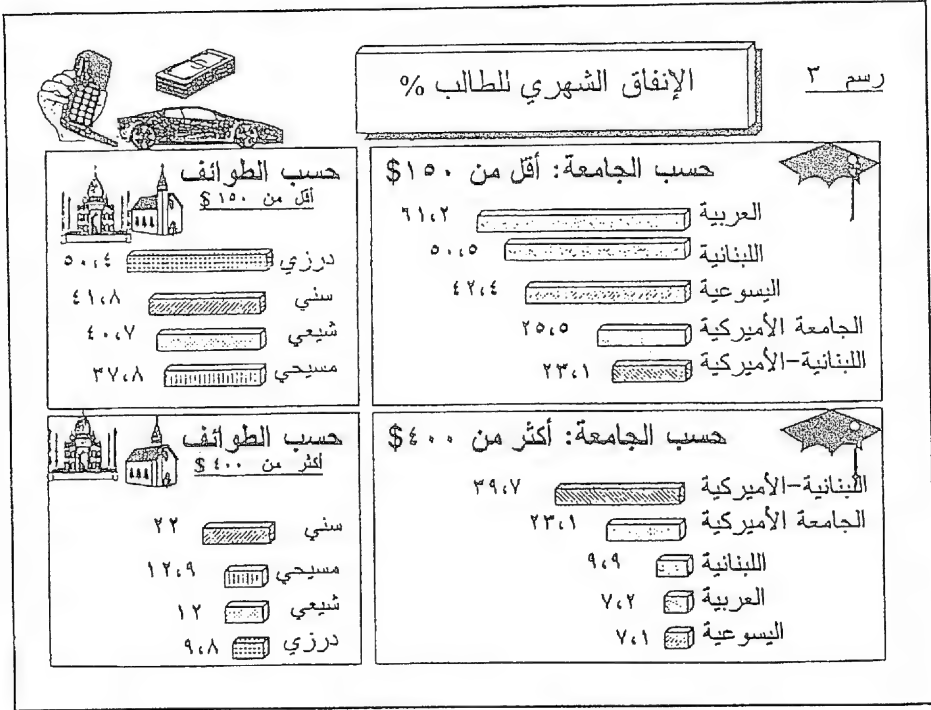 رسم ٣
الإنفاق الشهري للطالب %
حسب الجامعة: أقل من ١٥٠$
العربية ٦١،٢
اللبنانية ٥٠،٥
اليسوعية ٤٢،٤
الجامعة الأميركية ٢٥،٥
اللبنانية-الأميركية ٢٣،١
حسب الطوائف
أقل من ١٥٠ $
درزي ٥٠،٤
سني ٤١،٨
شيعي ٤٠،٧
مسيحي ٣٧،٨
حسب الجامعة: أكثر من ٤٠٠$
اللبنانية-الأميركية ٣٩،٧
الجامعة الأميركية ٢٣،١
اللبنانية ٩،٩
العربية ٧،٢
اليسوعية ٧،١
حسب الطوائف
أكثر من ٤٠٠ $
سني ٢٢
مسيحي ١٢،٩
شيعي ١٢
درزي ٩،٨